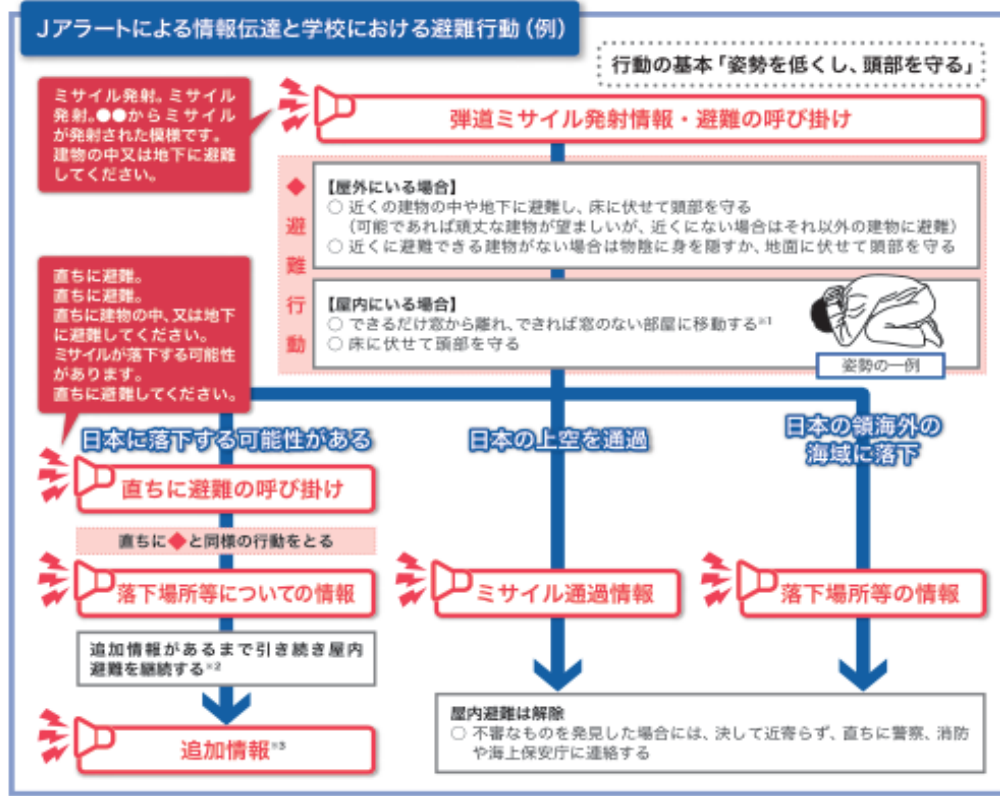 Jアラートによる情報伝達と学校における避難行動(例)
行動の基本「姿勢を低くし、頭部を守る」
ミサイル発射。ミサイル
発射。●●からミサイル
が発射された模様です。
建物の中又は地下に避難
してください。
弾道ミサイル発射情報・避難の呼び掛け
◆避難行動
【屋外にいる場合】
○ 近くの建物の中や地下に避難し、床に伏せて頭部を守る
(可能であれば頑丈な建物が望ましいが、近くにない場合はそれ以外の建物に避難)
○ 近くに避難できる建物がない場合は物陰に身を隠すか、地面に伏せて頭部を守る
【屋内にいる場合】
○ できるだけ窓から離れ、できれば窓のない部屋に移動する※1
○ 床に伏せて頭部を守る
姿勢の一例
直ちに避難。
直ちに避難。
直ちに建物の中、又は地下
に避難してください。
ミサイルが落下する可能性
があります。
直ちに避難してください。
日本に落下する可能性がある
直ちに避難の呼び掛け
直ちに◆と同様の行動をとる
落下場所等についての情報
追加情報があるまで引き続き屋内
避難を継続する※2
追加情報※3
日本の上空を通過
ミサイル通過情報
日本の領海外の
海域に落下
落下場所等の情報
屋内避難は解除
○ 不審なものを発見した場合には、決して近寄らず、直ちに警察、消防
や海上保安庁に連絡する